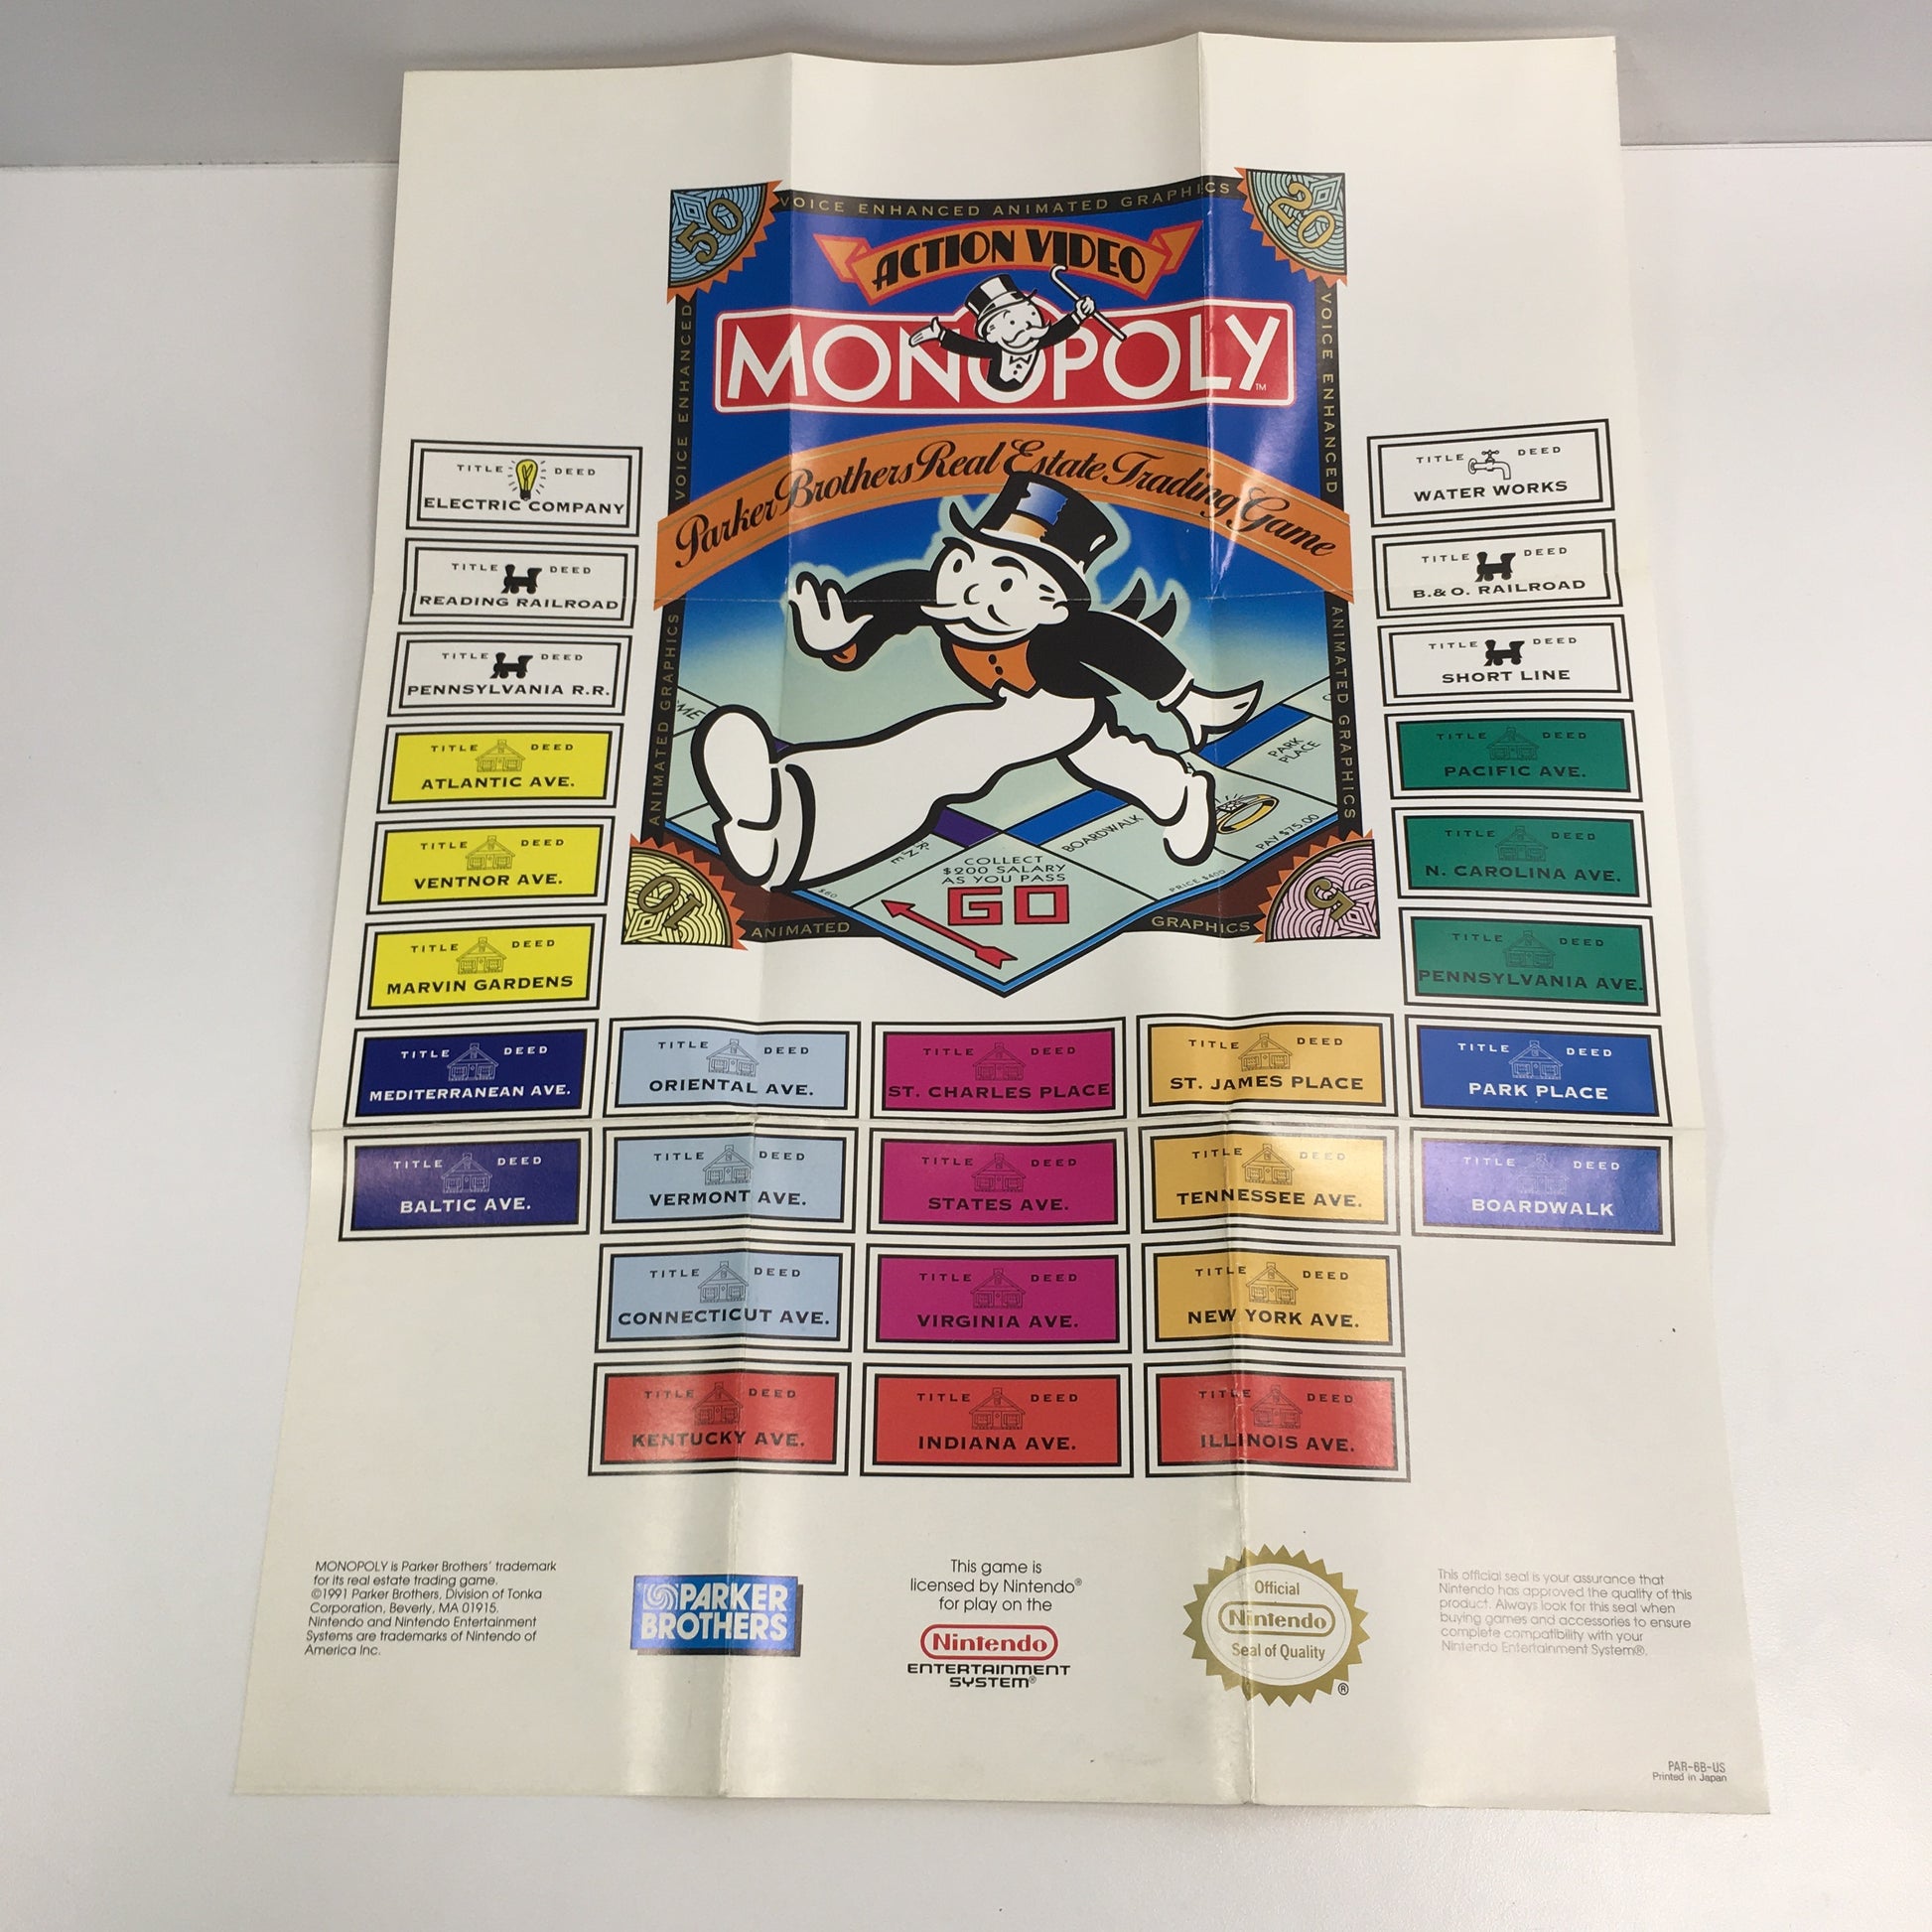 VOICE ENHANCED ANIMATED GRAPHICS
50
20
ACTION VIDEO
MONOPOLY™
VOICE ENHANCED
VOICE ENHANCED
Parker Brothers Real Estate Trading Game
ANIMATED GRAPHICS
ANIMATED GRAPHICS
PARK
PLACE
BOARDWALK
PRICE $400
PAY $75.00
COLLECT
$200 SALARY
AS YOU PASS
GO
10
5
ANIMATED
GRAPHICS
TITLE DEED
ELECTRIC COMPANY
TITLE DEED
READING RAILROAD
TITLE DEED
PENNSYLVANIA R.R.
TITLE DEED
ATLANTIC AVE.
TITLE DEED
VENTNOR AVE.
TITLE DEED
MARVIN GARDENS
TITLE DEED
WATER WORKS
TITLE DEED
B.& O. RAILROAD
TITLE DEED
SHORT LINE
TITLE DEED
PACIFIC AVE.
TITLE DEED
N. CAROLINA AVE.
TITLE DEED
PENNSYLVANIA AVE.
TITLE DEED
MEDITERRANEAN AVE.
TITLE DEED
ORIENTAL AVE.
TITLE DEED
ST. CHARLES PLACE
TITLE DEED
ST. JAMES PLACE
TITLE DEED
PARK PLACE
TITLE DEED
BALTIC AVE.
TITLE DEED
VERMONT AVE.
TITLE DEED
STATES AVE.
TITLE DEED
TENNESSEE AVE.
TITLE DEED
BOARDWALK
TITLE DEED
CONNECTICUT AVE.
TITLE DEED
VIRGINIA AVE.
TITLE DEED
NEW YORK AVE.
TITLE DEED
KENTUCKY AVE.
TITLE DEED
INDIANA AVE.
TITLE DEED
ILLINOIS AVE.
MONOPOLY is Parker Brothers' trademark
for its real estate trading game.
©1991 Parker Brothers, Division of Tonka
Corporation, Beverly, MA 01915.
Nintendo and Nintendo Entertainment
Systems are trademarks of Nintendo of
America Inc.
PARKER
BROTHERS
This game is
licensed by Nintendo®
for play on the
Nintendo
ENTERTAINMENT
SYSTEM®
Official
Nintendo
Seal of Quality
®
This official seal is your assurance that
Nintendo has approved the quality of this
product. Always look for this seal when
buying games and accessories to ensure
complete compatibility with your
Nintendo Entertainment System®.
PAR-6B-US
Printed in Japan